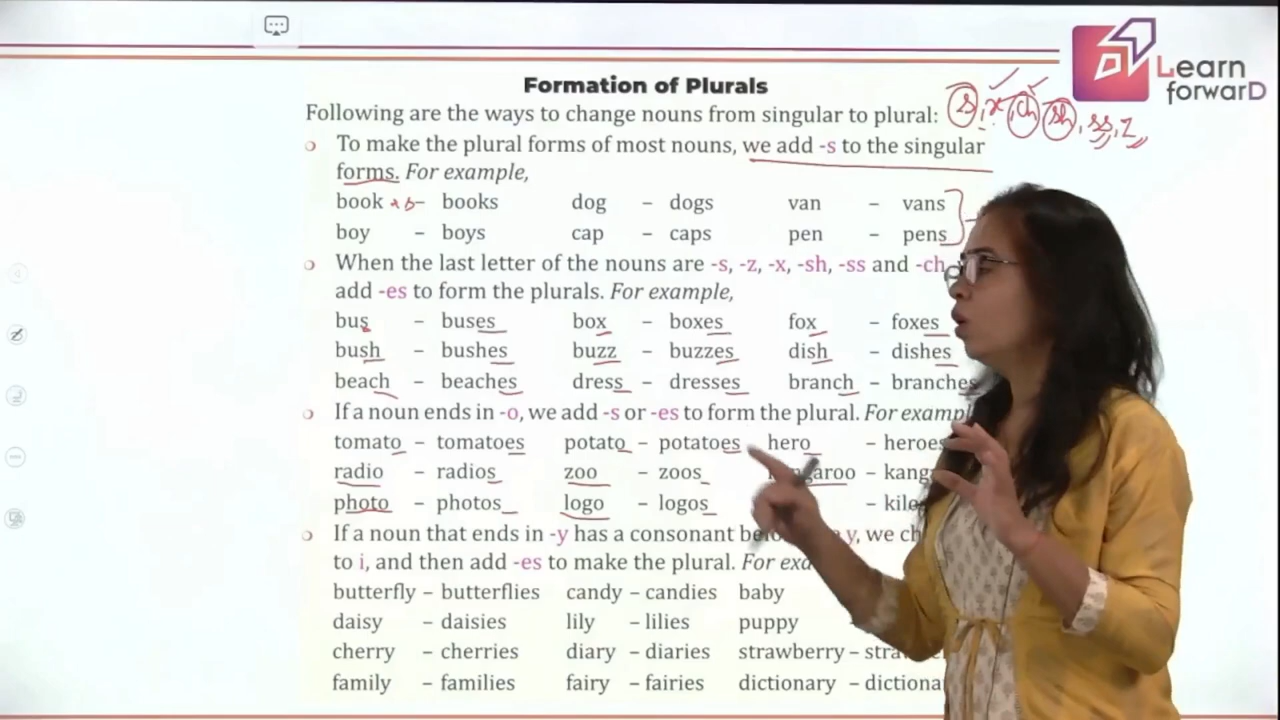 Learn
forwarD
Formation of Plurals
Following are the ways to change nouns from singular to plural: s, x, ch, sh, ss, z
To make the plural forms of most nouns, we add -s to the singular
forms. For example,
book + s – books dog – dogs van – vans
boy – boys cap – caps pen – pens
When the last letter of the nouns are -s, -z, -x, -sh, -ss and -ch
add -es to form the plurals. For example,
bus – buses box – boxes fox – foxes
bush – bushes buzz – buzzes dish – dishes
beach – beaches dress – dresses branch – branches
If a noun ends in -o, we add -s or -es to form the plural. For
tomato – tomatoes potato – potatoes hero – heroes
radio – radios zoo – zoos
photo – photos logo – logos
If a noun that ends in -y has a consonant y, we
to i, and then add -es to make the plural. For
butterfly – butterflies candy – candies baby
daisy – daisies lily – lilies puppy
cherry – cherries diary – diaries strawberry –
family – families fairy – fairies dictionary –